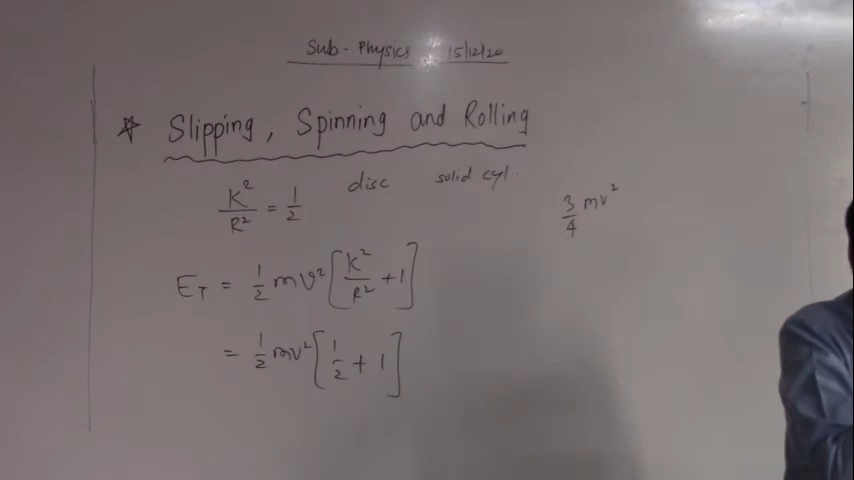 Sub - Physics 15/12/20
☆ Slipping, Spinning and Rolling
K²/R² = 1/2 disc solid cyl.
3/4 mv²
E_T = 1/2 mv² [K²/R² + 1]
= 1/2 mv² [1/2 + 1]